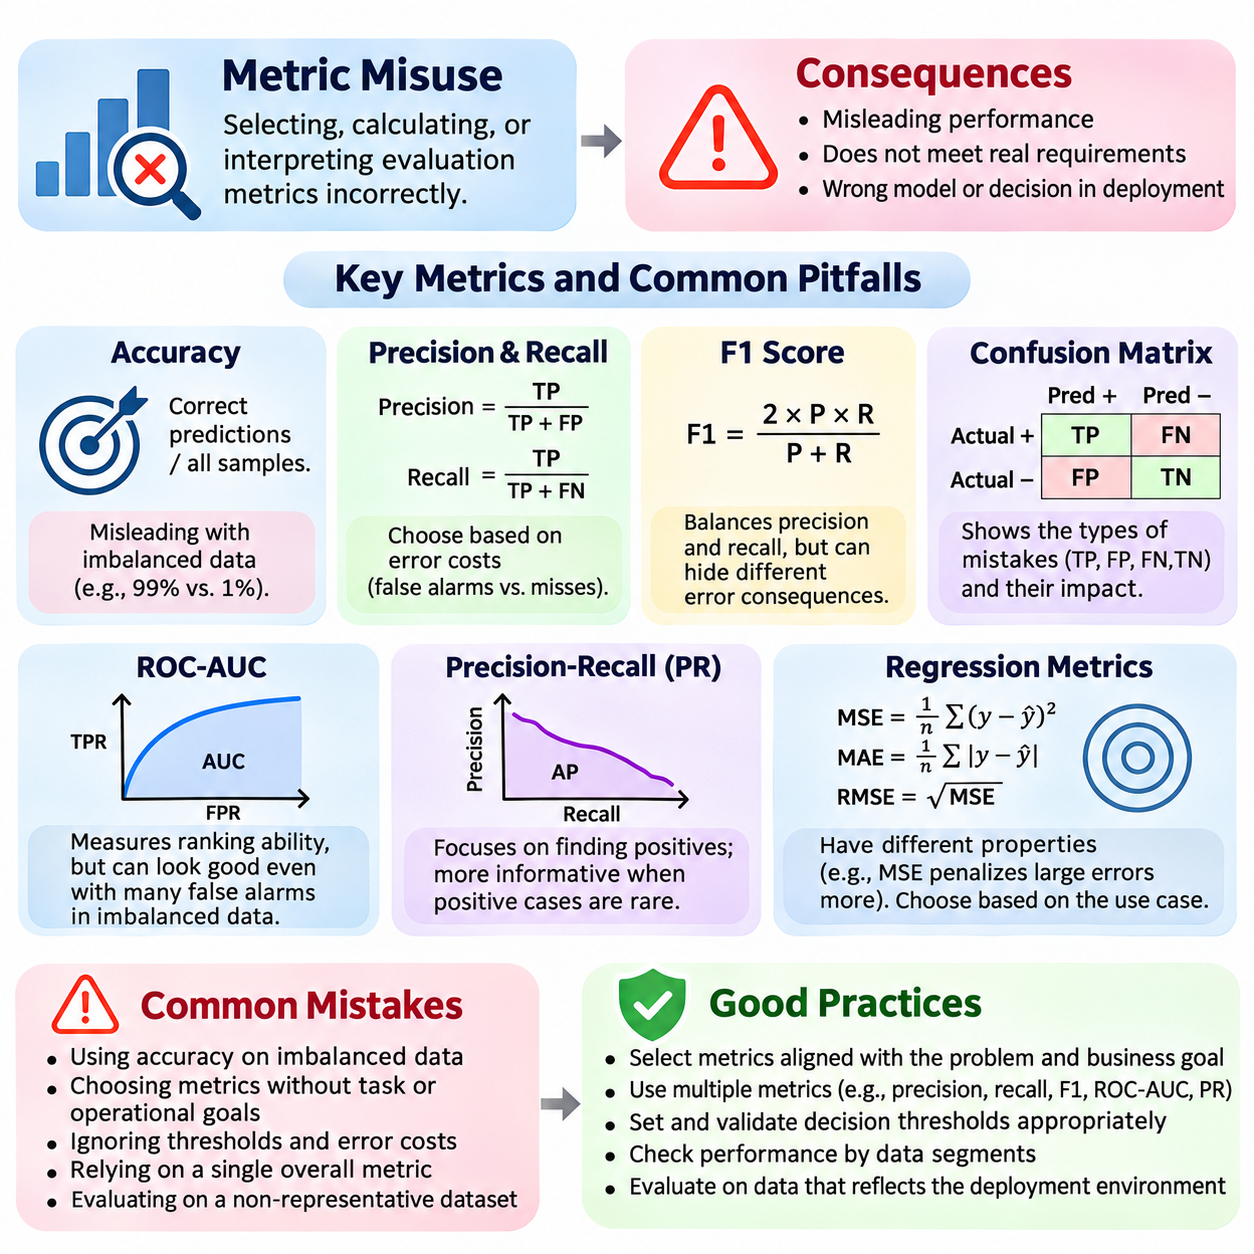 Metric Misuse
Selecting, calculating, or
interpreting evaluation
metrics incorrectly.
Consequences
• Misleading performance
• Does not meet real requirements
• Wrong model or decision in deployment
Key Metrics and Common Pitfalls
Accuracy
Correct
predictions
/ all samples.
Misleading with
imbalanced data
(e.g., 99% vs. 1%).
Precision & Recall
Precision = TP / TP + FP
Recall = TP / TP + FN
Choose based on
error costs
(false alarms vs. misses).
F1 Score
F1 = 2 × P × R / P + R
Balances precision
and recall, but can
hide different
error consequences.
Confusion Matrix
Pred + Pred −
Actual + TP FN
Actual − FP TN
Shows the types of
mistakes (TP, FP, FN,TN)
and their impact.
ROC-AUC
TPR
AUC
FPR
Measures ranking ability,
but can look good even
with many false alarms
in imbalanced data.
Precision-Recall (PR)
Precision
AP
Recall
Focuses on finding positives;
more informative when
positive cases are rare.
Regression Metrics
MSE = 1/n ∑(y − ŷ)²
MAE = 1/n ∑ |y − ŷ|
RMSE = √MSE
Have different properties
(e.g., MSE penalizes large errors
more). Choose based on the use case.
Common Mistakes
• Using accuracy on imbalanced data
• Choosing metrics without task or
operational goals
• Ignoring thresholds and error costs
• Relying on a single overall metric
• Evaluating on a non-representative dataset
Good Practices
• Select metrics aligned with the problem and business goal
• Use multiple metrics (e.g., precision, recall, F1, ROC-AUC, PR)
• Set and validate decision thresholds appropriately
• Check performance by data segments
• Evaluate on data that reflects the deployment environment